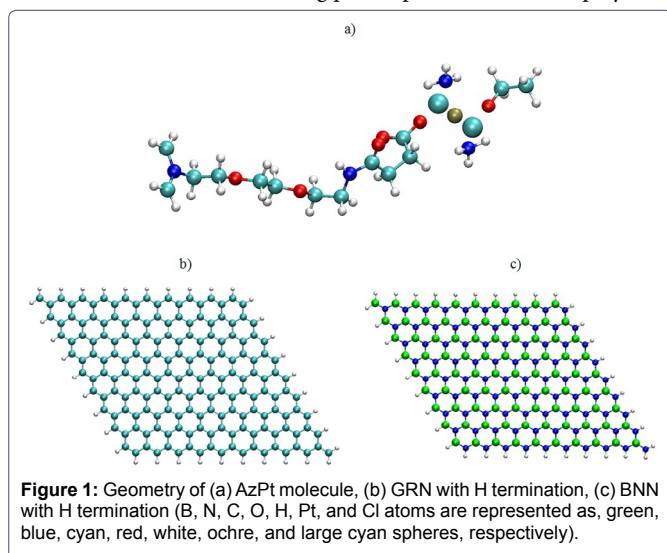 a)
b)
c)
Figure 1: Geometry of (a) AzPt molecule, (b) GRN with H termination, (c) BNN
with H termination (B, N, C, O, H, Pt, and Cl atoms are represented as, green,
blue, cyan, red, white, ochre, and large cyan spheres, respectively).